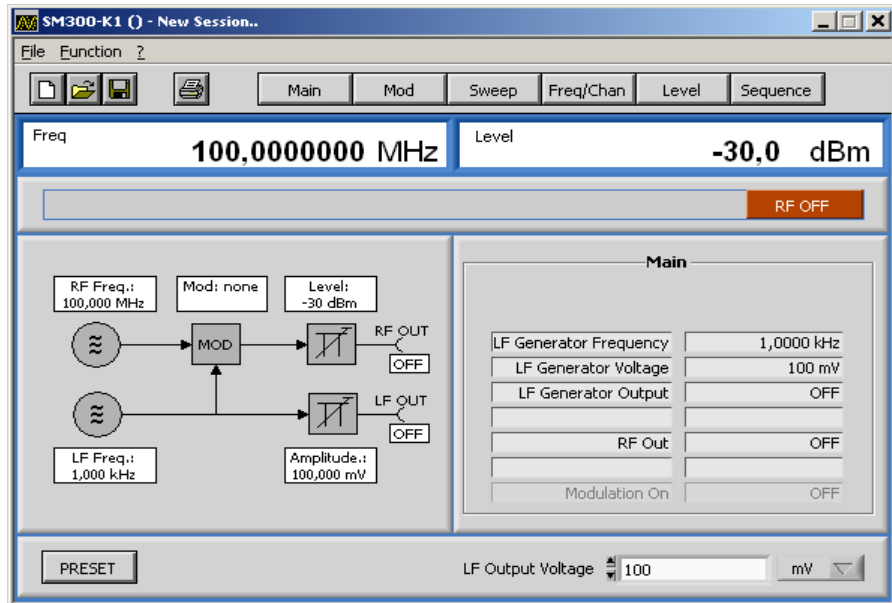 SM300-K1 () - New Session..
File Function ?
Main Mod Sweep Freq/Chan Level Sequence
Freq
100,0000000 MHz
Level
-30,0 dBm
RF OFF
RF Freq.:
100,000 MHz
Mod: none
Level:
-30 dBm
MOD
RF OUT
OFF
LF OUT
OFF
LF Freq.:
1,000 kHz
Amplitude.:
100,000 mV
Main
LF Generator Frequency 1,0000 kHz
LF Generator Voltage 100 mV
LF Generator Output OFF
RF Out OFF
Modulation On OFF
PRESET
LF Output Voltage 100 mV